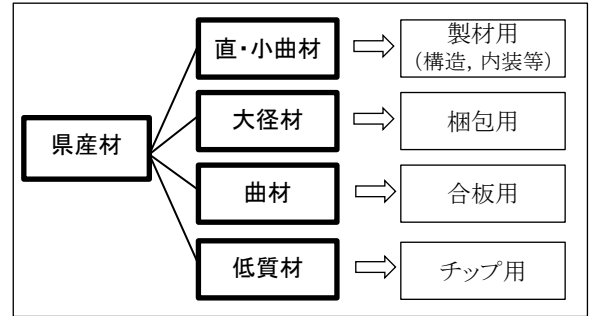 県産材
直・小曲材
製材用
（構造，内装等）
大径材
梱包用
曲材
合板用
低質材
チップ用